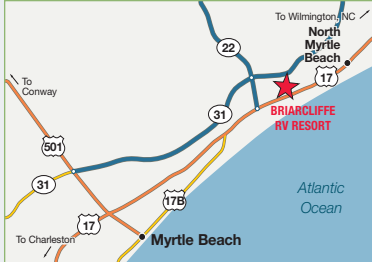 To Wilmington, NC
North
Myrtle
Beach
22
17
BRIARCLIFFE
RV RESORT
To
Conway
31
501
31
17B
Atlantic
Ocean
17
To Charleston
Myrtle Beach